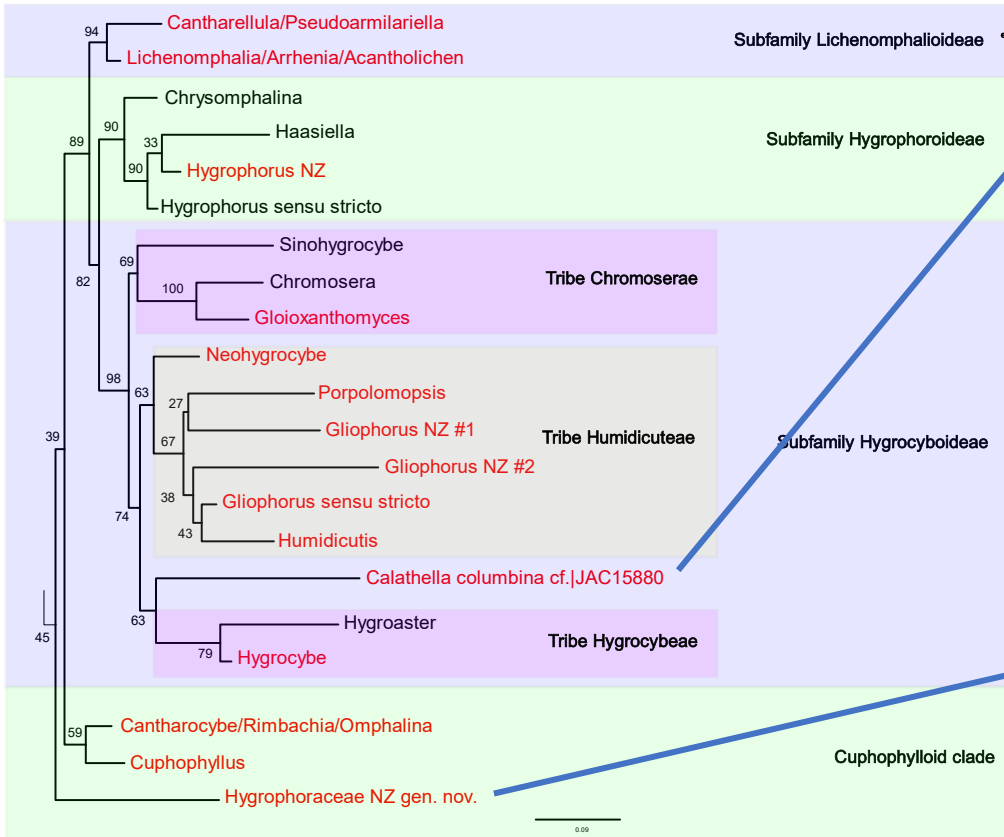 94
Cantharellula/Pseudoarmilariella
Subfamily Lichenomphalioideae
Lichenomphalia/Arrhenia/Acantholichen
Chrysomphalina
90
Haasiella
Subfamily Hygrophoroideae
89
33
90
Hygrophorus NZ
Hygrophorus sensu stricto
Sinohygrocybe
69
82
Chromosera
Tribe Chromoserae
100
Gloioxanthomyces
Neohygrocybe
98
63
Porpolomopsis
27
Gliophorus NZ #1
39
67
Tribe Humidicuteae
Subfamily Hygrocyboideae
Gliophorus NZ #2
38
Gliophorus sensu stricto
74
43
Humidicutis
Calathella columbina cf.|JAC15880
63
Hygroaster
45
Tribe Hygrocybeae
79
Hygrocybe
Cantharocybe/Rimbachia/Omphalina
59
Cuphophyllus
Cuphophylloid clade
Hygrophoraceae NZ gen. nov.
0.09